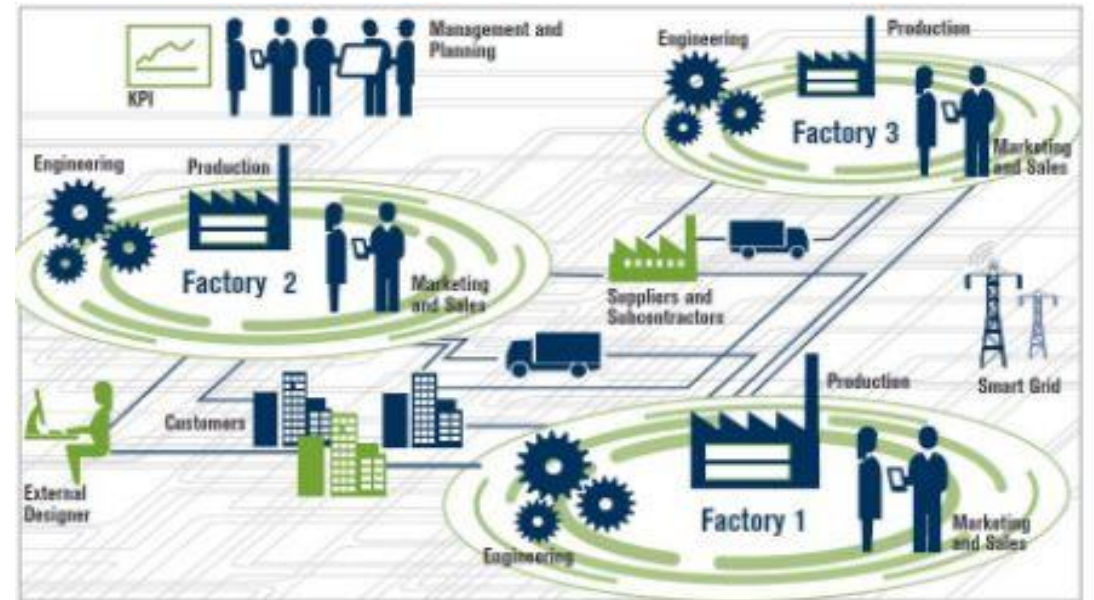 Management and
Planning
KPI
Engineering
Production
Factory 3
Marketing
and Sales
Engineering
Production
Factory 2
Marketing
and Sales
Suppliers and
Subcontractors
Smart Grid
Customers
External
Designer
Production
Factory 1
Engineering
Marketing
and Sales